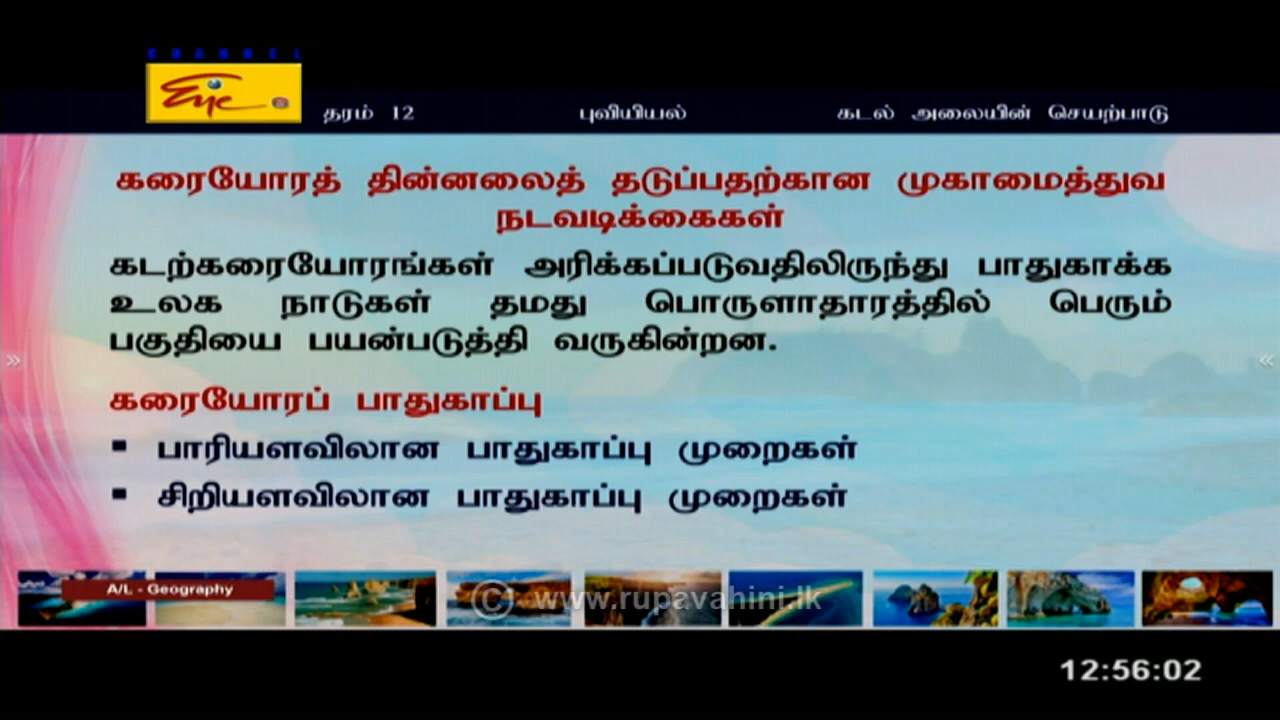 CHANNEL
Eye
தரம் 12 புவியியல் கடல் அலையின் செயற்பாடு
கரையோரத் தின்னலைத் தடுப்பதற்கான முகாமைத்துவ
நடவடிக்கைகள்
கடற்கரையோரங்கள் அரிக்கப்படுவதிலிருந்து பாதுகாக்க
உலக நாடுகள் தமது பொருளாதாரத்தில் பெரும்
பகுதியை பயன்படுத்தி வருகின்றன.
கரையோரப் பாதுகாப்பு
▪ பாரியளவிலான பாதுகாப்பு முறைகள்
▪ சிறியளவிலான பாதுகாப்பு முறைகள்
A/L - Geography
© www.rupavahini.lk
12:56:02